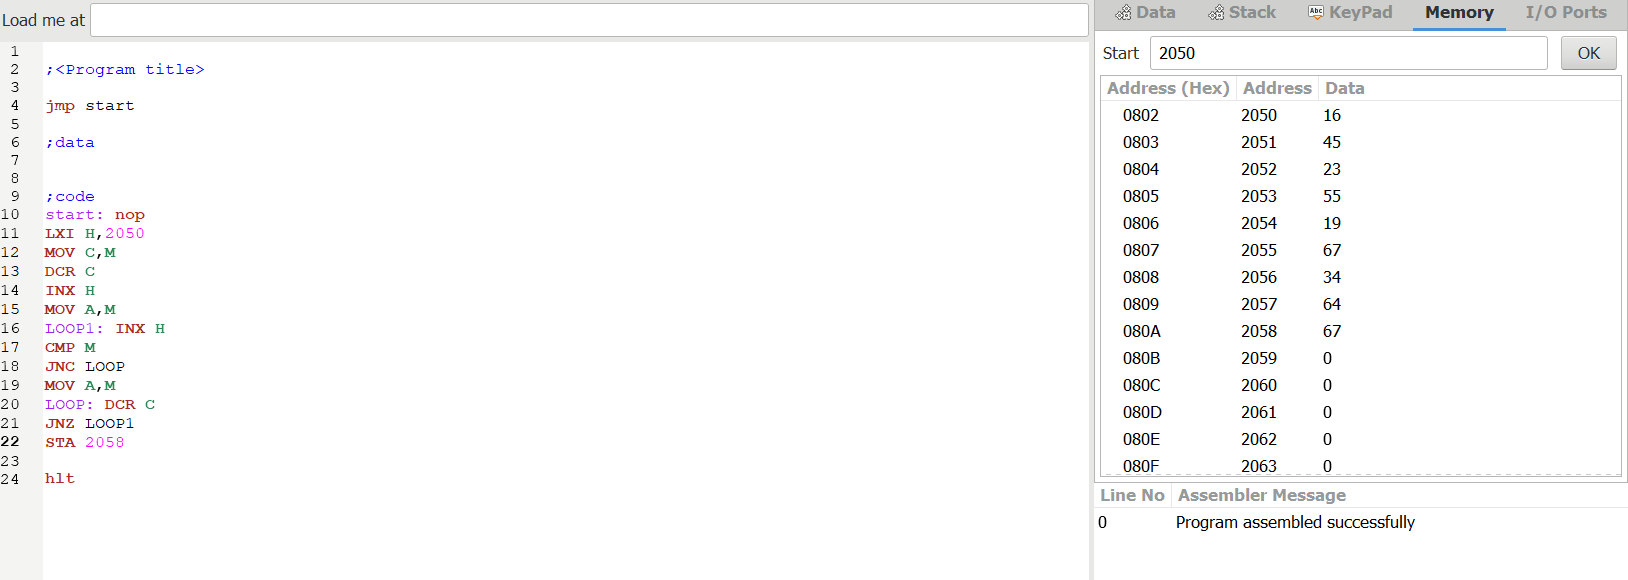 Load me at
1
2 ;<Program title>
3
4 jmp start
5
6 ;data
7
8
9 ;code
10 start: nop
11 LXI H,2050
12 MOV C,M
13 DCR C
14 INX H
15 MOV A,M
16 LOOP1: INX H
17 CMP M
18 JNC LOOP
19 MOV A,M
20 LOOP: DCR C
21 JNZ LOOP1
22 STA 2058
23
24 hlt
Data Stack Abc KeyPad Memory I/O Ports
Start 2050 OK
Address (Hex) Address Data
0802 2050 16
0803 2051 45
0804 2052 23
0805 2053 55
0806 2054 19
0807 2055 67
0808 2056 34
0809 2057 64
080A 2058 67
080B 2059 0
080C 2060 0
080D 2061 0
080E 2062 0
080F 2063 0
Line No Assembler Message
0 Program assembled successfully